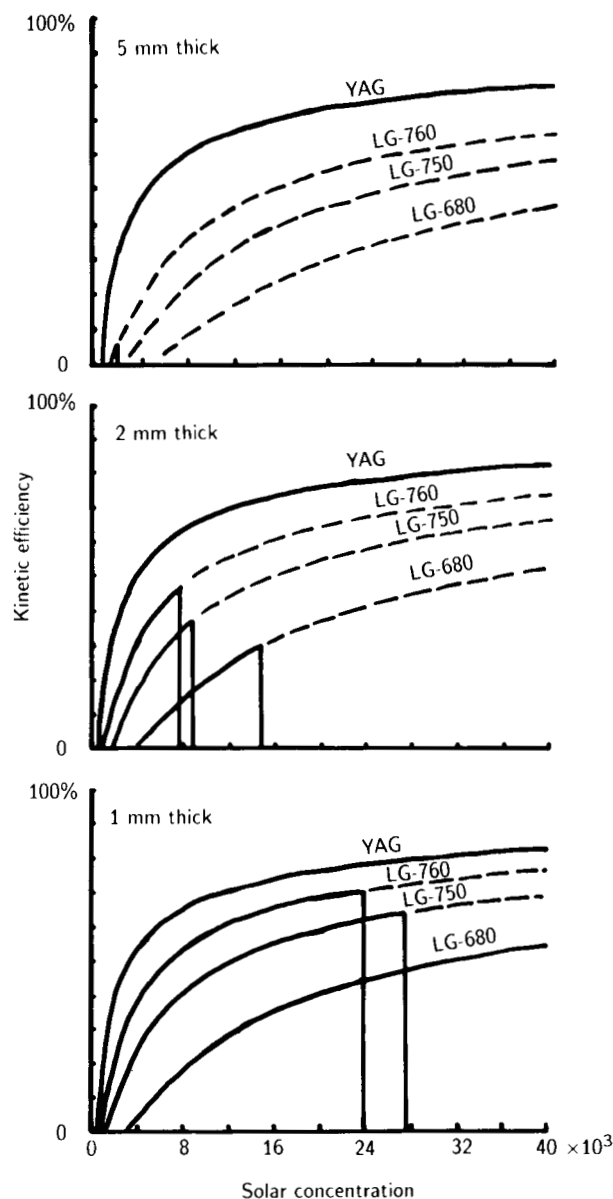 100%
5 mm thick
YAG
LG-760
LG-750
LG-680
0
100%
2 mm thick
YAG
LG-760
LG-750
LG-680
Kinetic efficiency
0
100%
1 mm thick
YAG
LG-760
LG-750
LG-680
0
0 8 16 24 32 40 ×10³
Solar concentration